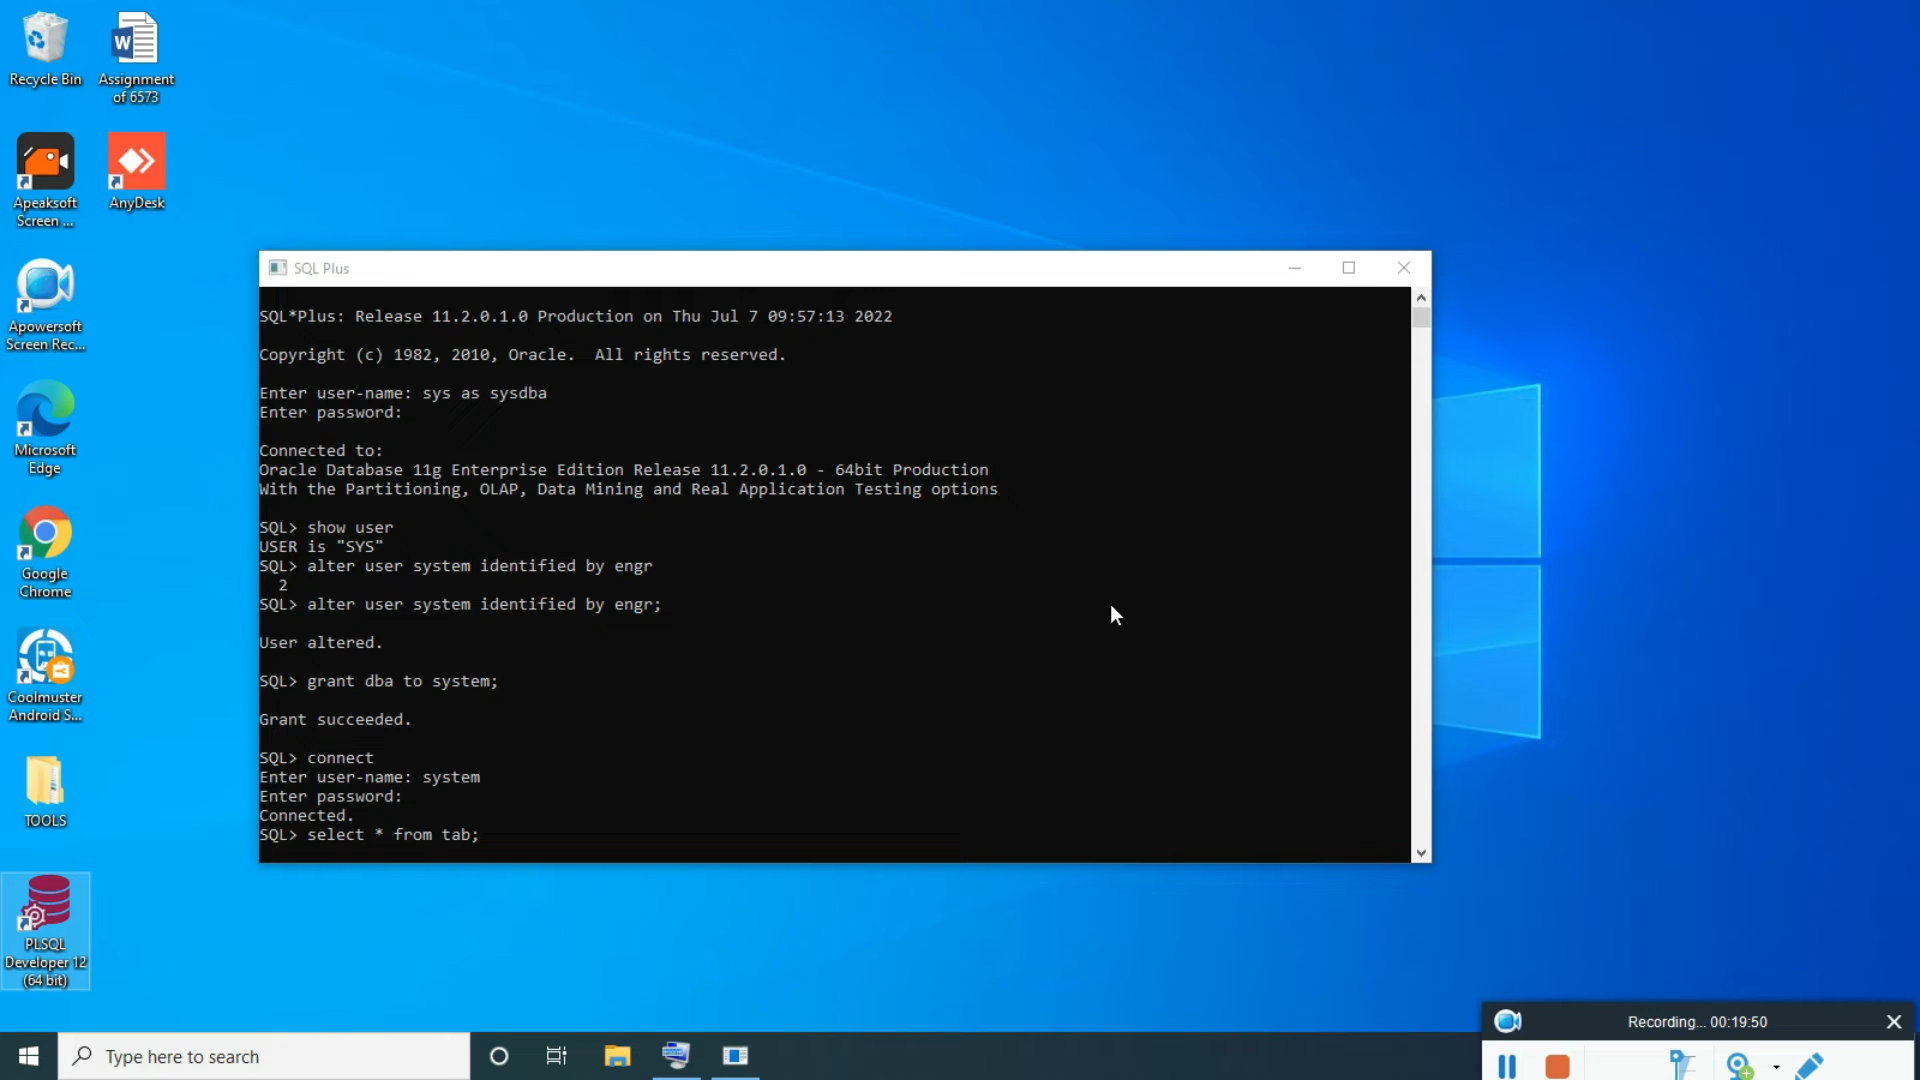 Recycle Bin
Assignment
of 6573
Apeaksoft
Screen ...
AnyDesk
Apowersoft
Screen Rec...
Microsoft
Edge
Google
Chrome
Coolmuster
Android S...
TOOLS
PLSQL
Developer 12
(64 bit)
SQL Plus
SQL*Plus: Release 11.2.0.1.0 Production on Thu Jul 7 09:57:13 2022
Copyright (c) 1982, 2010, Oracle.  All rights reserved.
Enter user-name: sys as sysdba
Enter password:
Connected to:
Oracle Database 11g Enterprise Edition Release 11.2.0.1.0 - 64bit Production
With the Partitioning, OLAP, Data Mining and Real Application Testing options
SQL> show user
USER is "SYS"
SQL> alter user system identified by engr
2
SQL> alter user system identified by engr;
User altered.
SQL> grant dba to system;
Grant succeeded.
SQL> connect
Enter user-name: system
Enter password:
Connected.
SQL> select * from tab;
Recording... 00:19:50
Type here to search